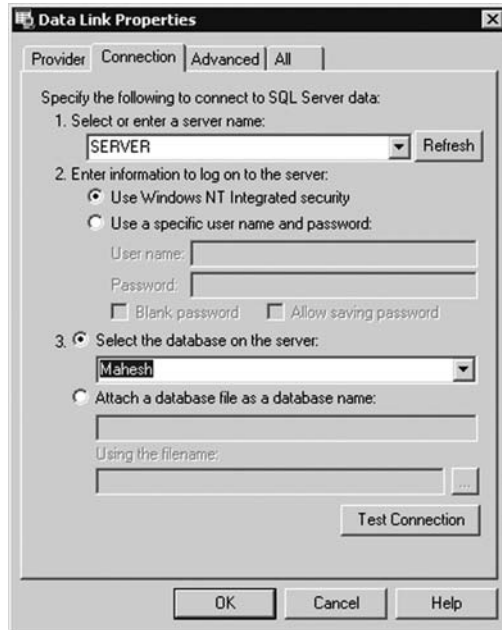 Data Link Properties
Provider Connection Advanced All
Specify the following to connect to SQL Server data:
1. Select or enter a server name:
SERVER Refresh
2. Enter information to log on to the server:
Use Windows NT Integrated security
Use a specific user name and password:
User name:
Password:
Blank password Allow saving password
3. Select the database on the server:
Mahesh
Attach a database file as a database name:
Using the filename:
...
Test Connection
OK Cancel Help